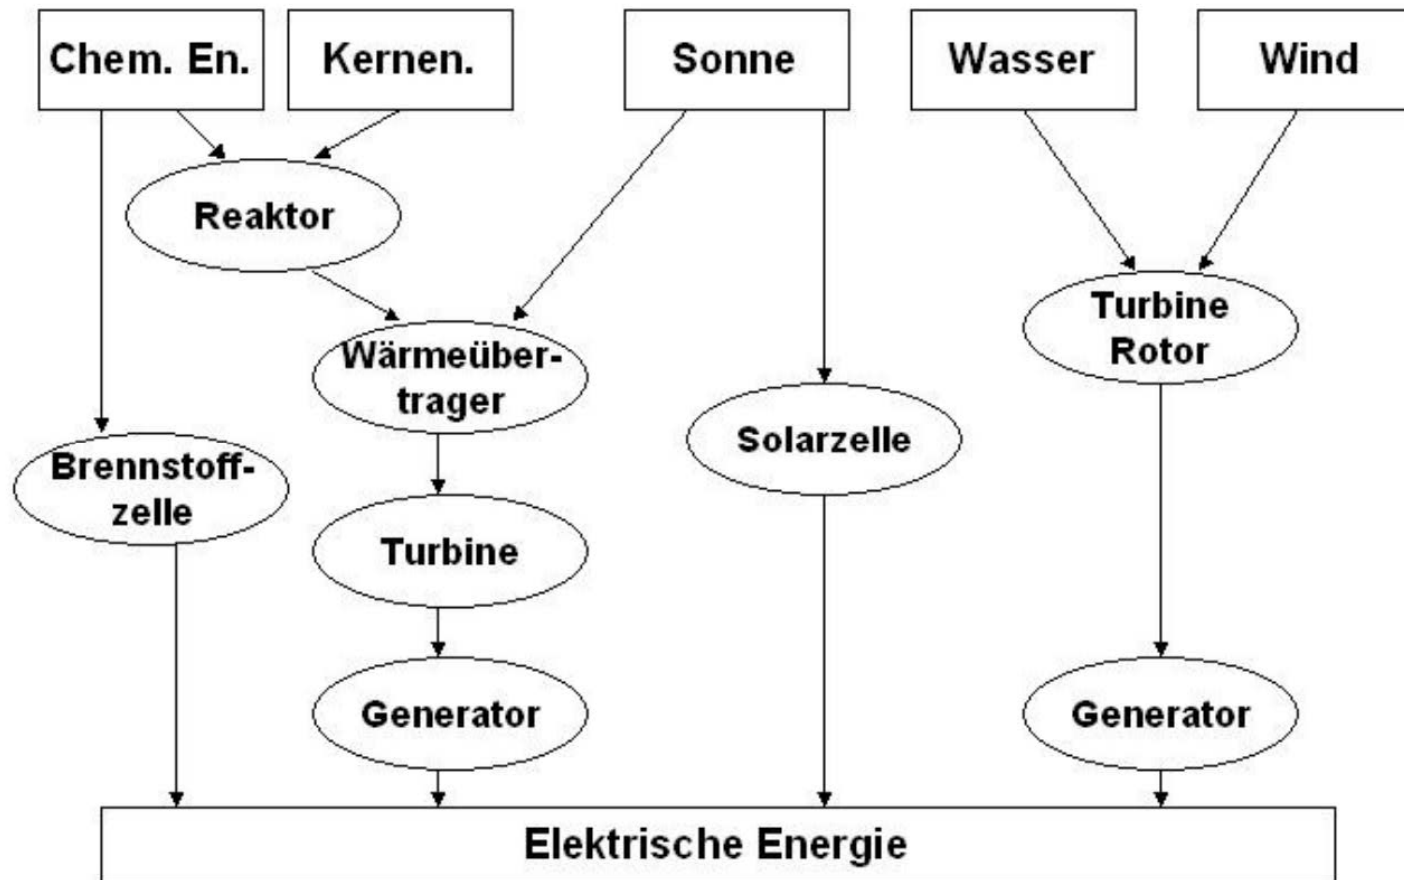 Chem. En.
Kernen.
Sonne
Wasser
Wind
Reaktor
Wärmeüber-
trager
Turbine
Rotor
Solarzelle
Brennstoff-
zelle
Turbine
Generator
Generator
Elektrische Energie